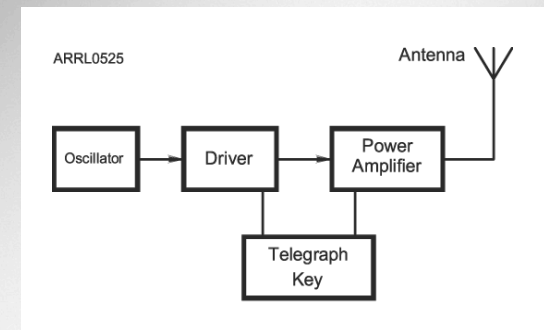 ARRL0525
Antenna
Oscillator
Driver
Power
Amplifier
Telegraph
Key